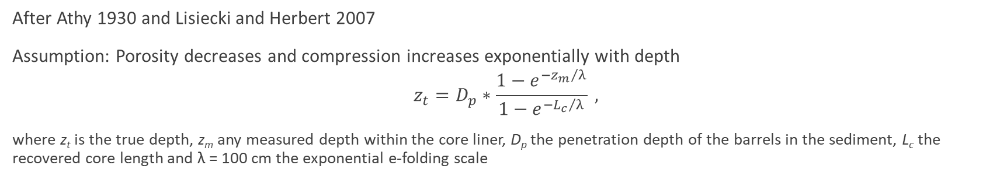 After Athy 1930 and Lisiecki and Herbert 2007
Assumption: Porosity decreases and compression increases exponentially with depth
z_t = D_p * (1 − e^{−z_m/λ}) / (1 − e^{−L_c/λ}) ,
where z_t is the true depth, z_m any measured depth within the core liner, D_p the penetration depth of the barrels in the sediment, L_c the
recovered core length and λ = 100 cm the exponential e-folding scale